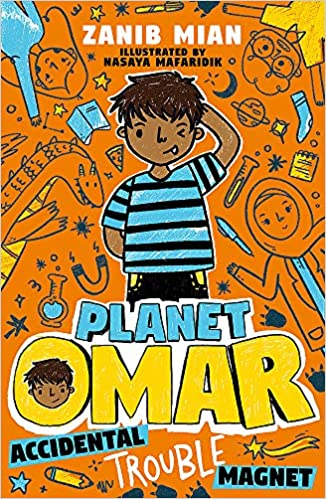 ZANIB MIAN
ILLUSTRATED BY
NASAYA MAFARIDIK
PLANET
OMAR
ACCIDENTAL
TROUBLE
MAGNET